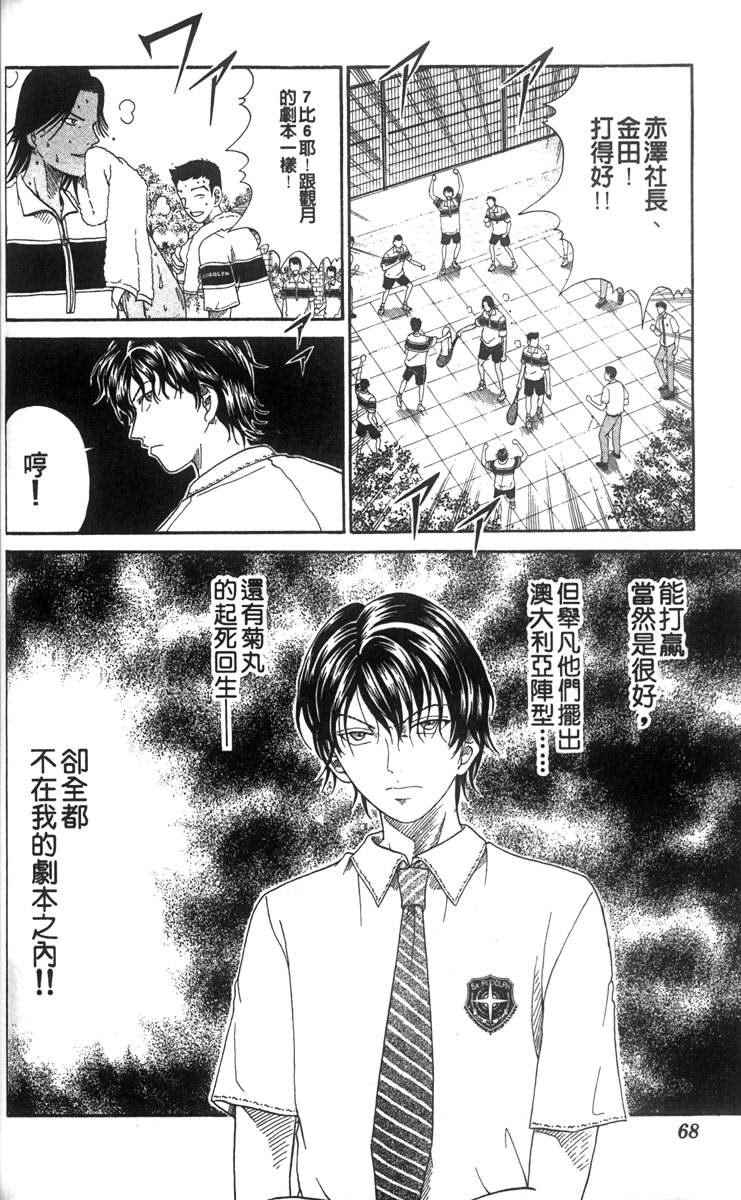 赤澤社長、
金田！
打得好!!
ワァ
7比6耶！跟觀月
的劇本一樣！
哼！
能打贏
當然是很好，
但舉凡他們擺出
澳大利亞陣型……
還有菊丸
的起死回生——
卻全都
不在我的劇本之內!!
68